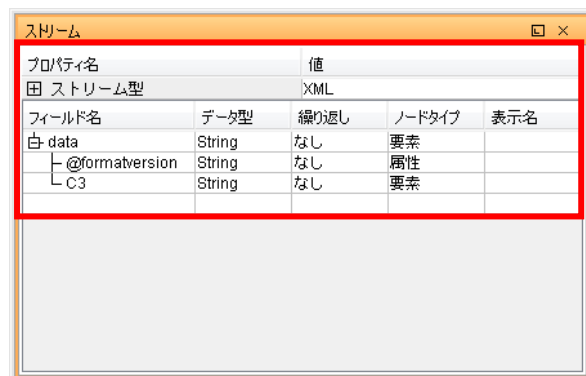 ストリーム
プロパティ名 値
ストリーム型 XML
フィールド名 データ型 繰り返し ノードタイプ 表示名
data String なし 要素
@formatversion String なし 属性
C3 String なし 要素